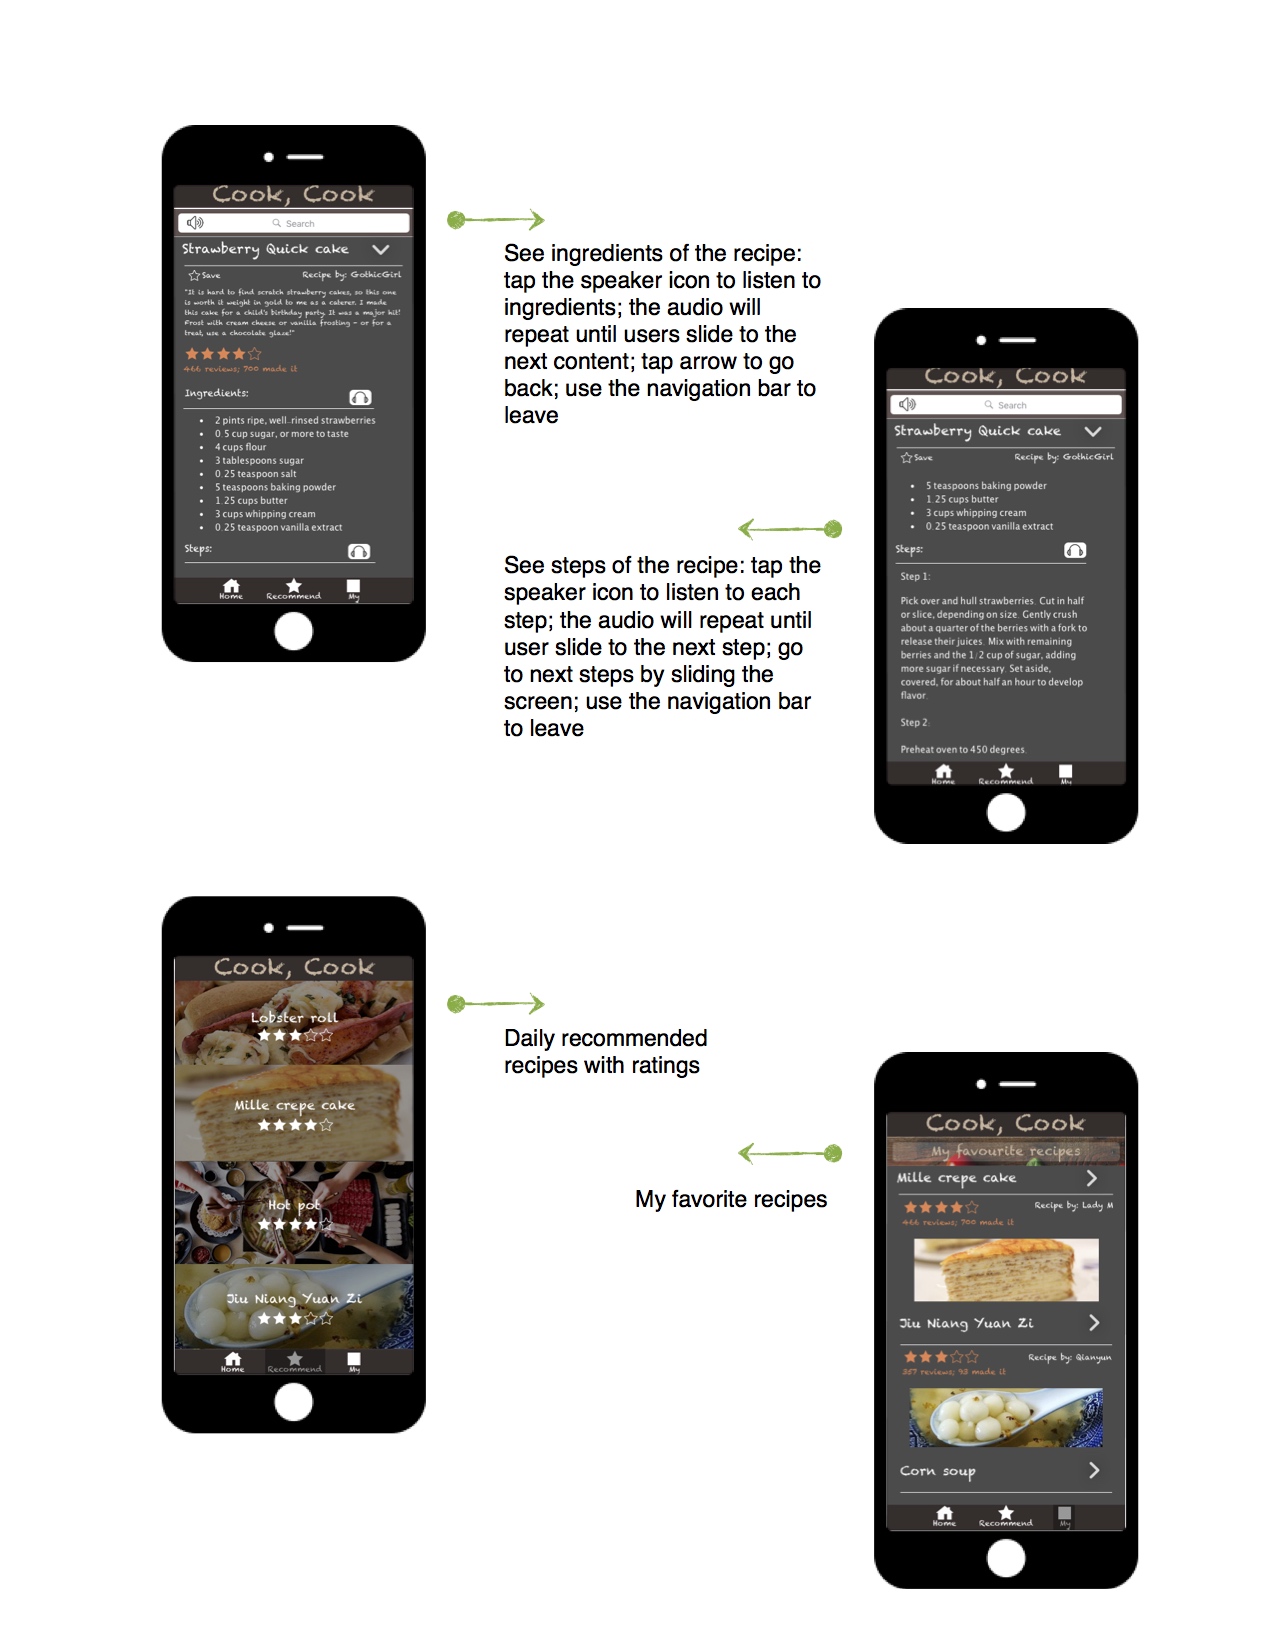 Cook, Cook
Search
Strawberry Quick cake
Save Recipe by: GothicGirl
"It is hard to find scratch strawberry cakes, so this one
is worth it weight in gold to me as a caterer. I made
this cake for a child's birthday party. It was a major hit!
Frost with cream cheese or vanilla frosting - or for a
treat, use a chocolate glaze!"
466 reviews; 700 made it
Ingredients:
• 2 pints ripe, well-rinsed strawberries
• 0.5 cup sugar, or more to taste
• 4 cups flour
• 3 tablespoons sugar
• 0.25 teaspoon salt
• 5 teaspoons baking powder
• 1.25 cups butter
• 3 cups whipping cream
• 0.25 teaspoon vanilla extract
Steps:
Home Recommend My
See ingredients of the recipe:
tap the speaker icon to listen to
ingredients; the audio will
repeat until users slide to the
next content; tap arrow to go
back; use the navigation bar to
leave
Cook, Cook
Search
Strawberry Quick cake
Save Recipe by: GothicGirl
• 5 teaspoons baking powder
• 1.25 cups butter
• 3 cups whipping cream
• 0.25 teaspoon vanilla extract
Steps:
Step 1:
Pick over and hull strawberries. Cut in half
or slice, depending on size. Gently crush
about a quarter of the berries with a fork to
release their juices. Mix with remaining
berries and the 1/2 cup of sugar, adding
more sugar if necessary. Set aside,
covered, for about half an hour to develop
flavor.
Step 2:
Preheat oven to 450 degrees.
Home Recommend My
See steps of the recipe: tap the
speaker icon to listen to each
step; the audio will repeat until
user slide to the next step; go
to next steps by sliding the
screen; use the navigation bar
to leave
Cook, Cook
Lobster roll
Mille crepe cake
Hot pot
Jiu Niang Yuan Zi
Home Recommend My
Daily recommended
recipes with ratings
Cook, Cook
My favourite recipes
Mille crepe cake
Recipe by: Lady M
466 reviews; 700 made it
Jiu Niang Yuan Zi
Recipe by: Qianyun
357 reviews; 93 made it
Corn soup
Home Recommend My
My favorite recipes